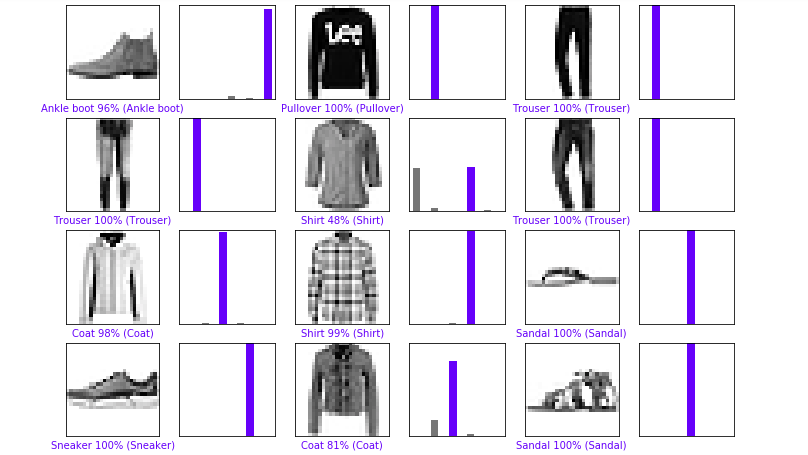 Lee
Ankle boot 96% (Ankle boot)
Pullover 100% (Pullover)
Trouser 100% (Trouser)
Trouser 100% (Trouser)
Shirt 48% (Shirt)
Trouser 100% (Trouser)
Coat 98% (Coat)
Shirt 99% (Shirt)
Sandal 100% (Sandal)
Sneaker 100% (Sneaker)
Coat 81% (Coat)
Sandal 100% (Sandal)